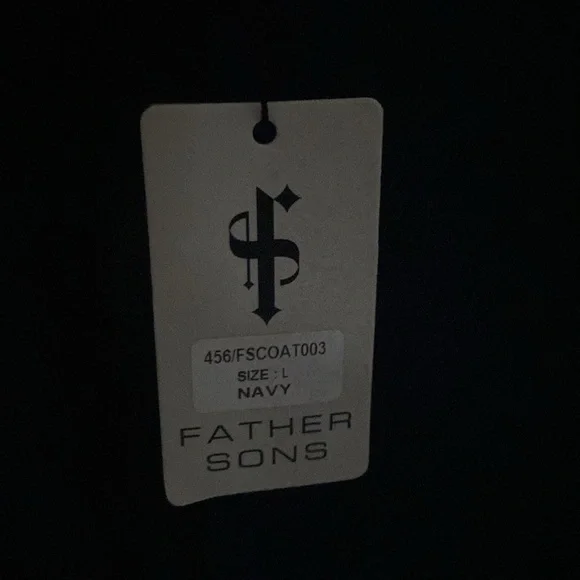 456/FSCOAT003
SIZE : L
NAVY
FATHER
SONS